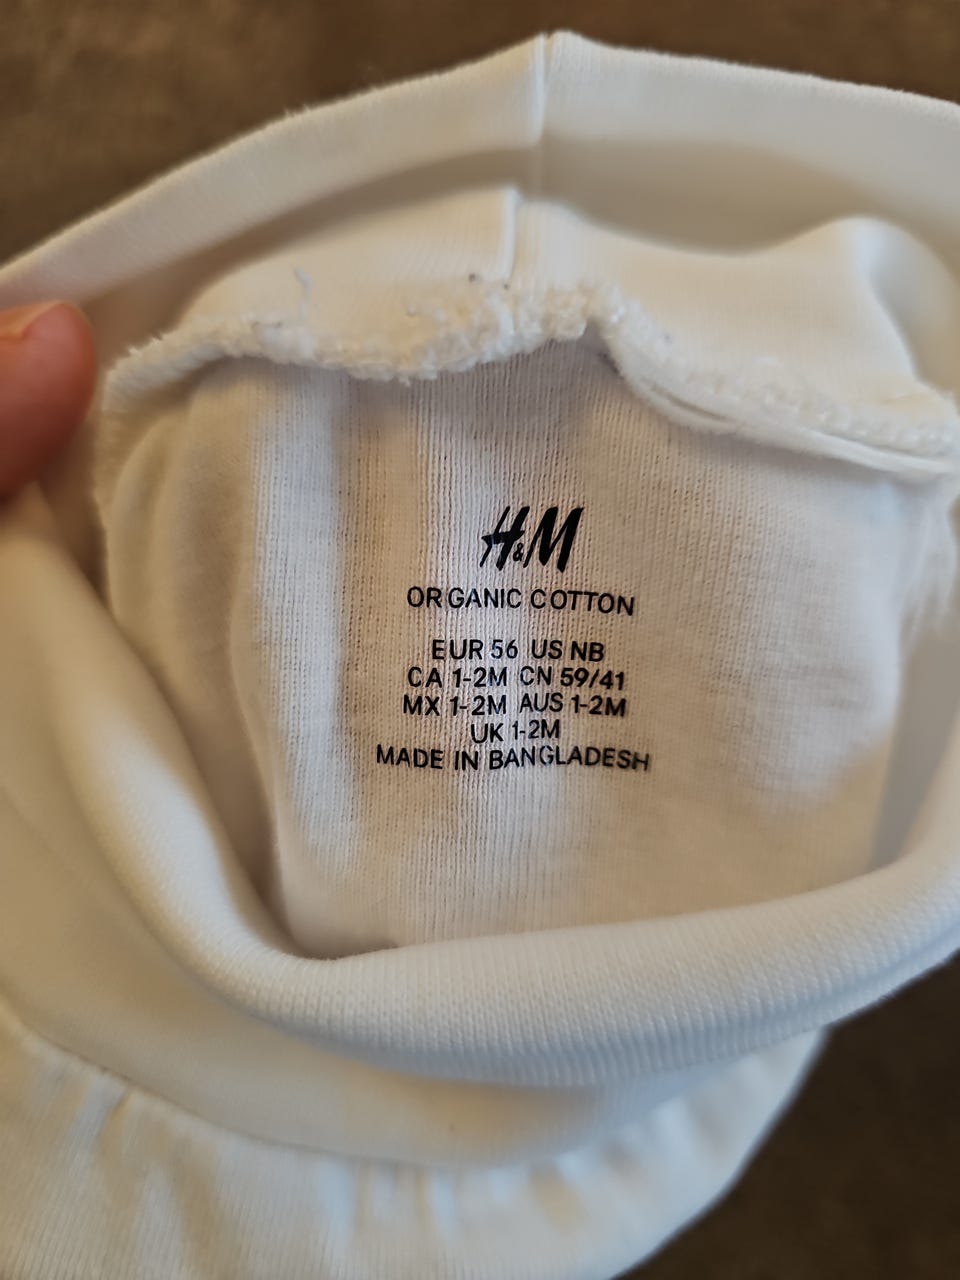 H&M
ORGANIC COTTON
EUR 56 US NB
CA 1-2M CN 59/41
MX 1-2M AUS 1-2M
UK 1-2M
MADE IN BANGLADESH